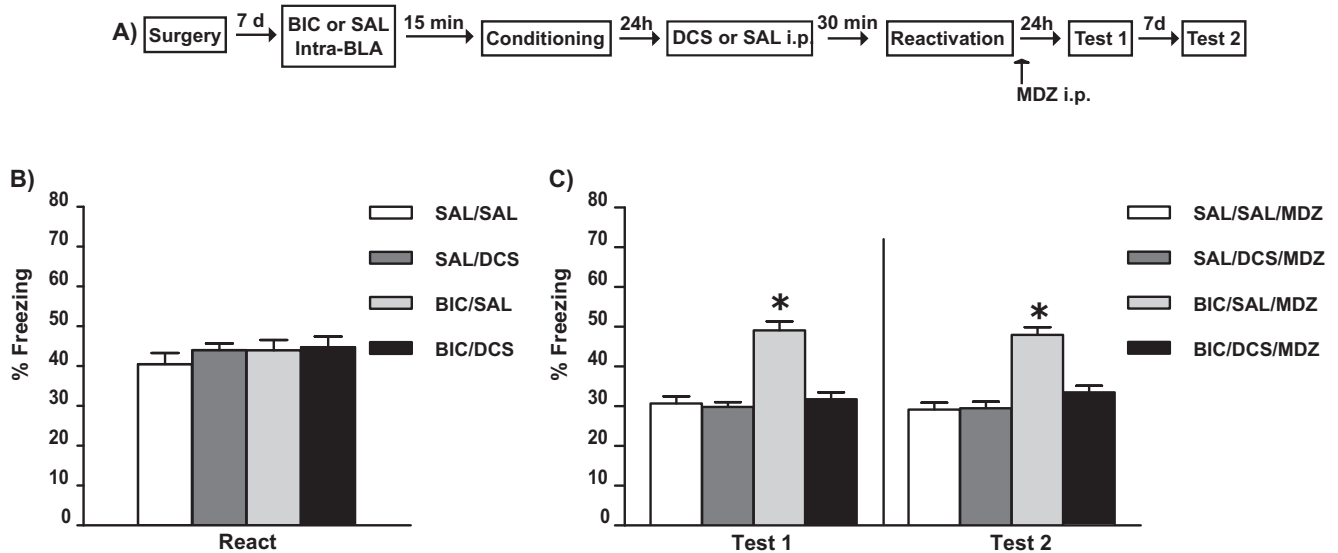 A) Surgery 7 d BIC or SAL Intra-BLA 15 min Conditioning 24h DCS or SAL i.p. 30 min Reactivation 24h Test 1 7d Test 2
MDZ i.p.
B)
% Freezing
80
70
60
50
40
30
20
10
0
React
SAL/SAL
SAL/DCS
BIC/SAL
BIC/DCS
C)
% Freezing
80
70
60
50
40
30
20
10
0
*
*
Test 1
Test 2
SAL/SAL/MDZ
SAL/DCS/MDZ
BIC/SAL/MDZ
BIC/DCS/MDZ